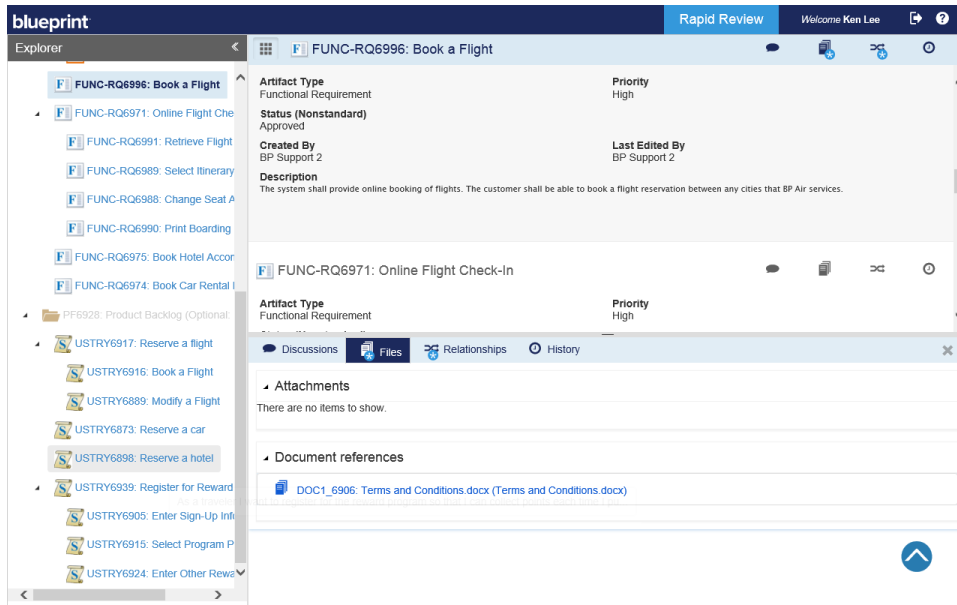 blueprint
Rapid Review
Welcome Ken Lee
Explorer
FUNC-RQ6996: Book a Flight
FUNC-RQ6971: Online Flight Che
FUNC-RQ6991: Retrieve Flight
FUNC-RQ6989: Select Itinerary
FUNC-RQ6988: Change Seat A
FUNC-RQ6990: Print Boarding
FUNC-RQ6975: Book Hotel Accor
FUNC-RQ6974: Book Car Rental
PF6928: Product Backlog (Optional:
USTRY6917: Reserve a flight
USTRY6916: Book a Flight
USTRY6889: Modify a Flight
USTRY6873: Reserve a car
USTRY6898: Reserve a hotel
USTRY6939: Register for Reward
USTRY6905: Enter Sign-Up Info
USTRY6915: Select Program P
USTRY6924: Enter Other Rewa
FUNC-RQ6996: Book a Flight
Artifact Type
Functional Requirement
Priority
High
Status (Nonstandard)
Approved
Created By
BP Support 2
Last Edited By
BP Support 2
Description
The system shall provide online booking of flights. The customer shall be able to book a flight reservation between any cities that BP Air services.
FUNC-RQ6971: Online Flight Check-In
Artifact Type
Functional Requirement
Priority
High
Discussions
Files
Relationships
History
Attachments
There are no items to show.
Document references
DOC1_6906: Terms and Conditions.docx (Terms and Conditions.docx)